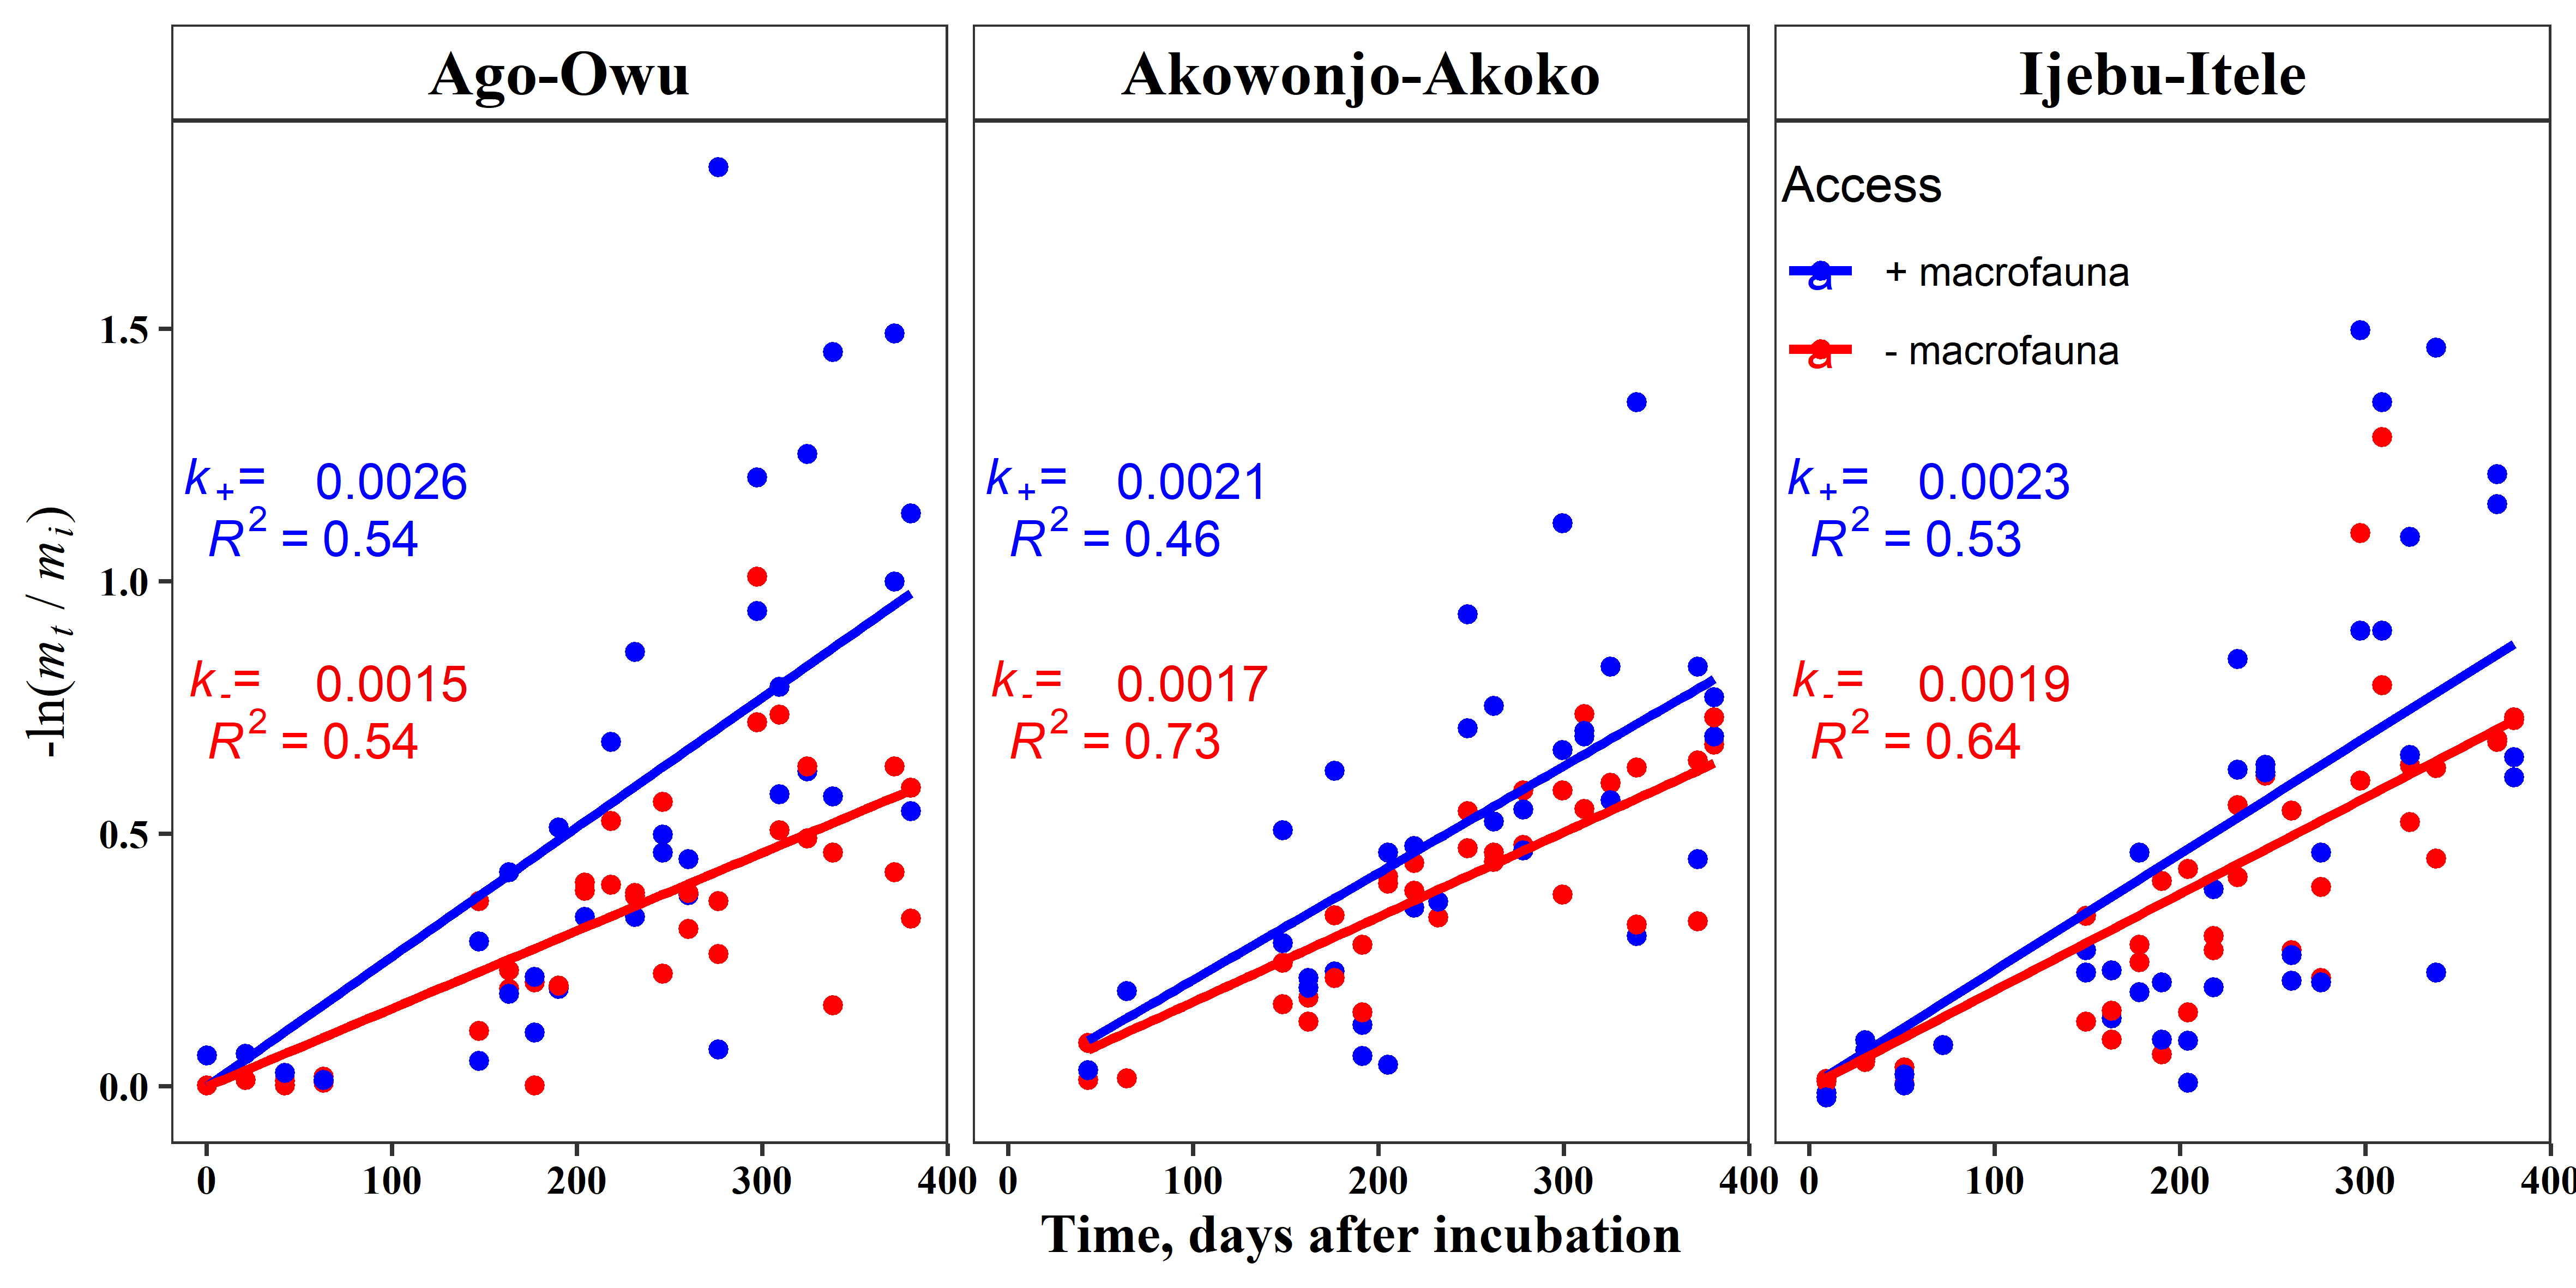 Ago-Owu
Akowonjo-Akoko
Ijebu-Itele
Access
a + macrofauna
a - macrofauna
-ln(m_t / m_i)
1.5
1.0
0.5
0.0
k₊= 0.0026
R² = 0.54
k₋= 0.0015
R² = 0.54
k₊= 0.0021
R² = 0.46
k₋= 0.0017
R² = 0.73
k₊= 0.0023
R² = 0.53
k₋= 0.0019
R² = 0.64
0 100 200 300 400
0 100 200 300 400
0 100 200 300 400
Time, days after incubation